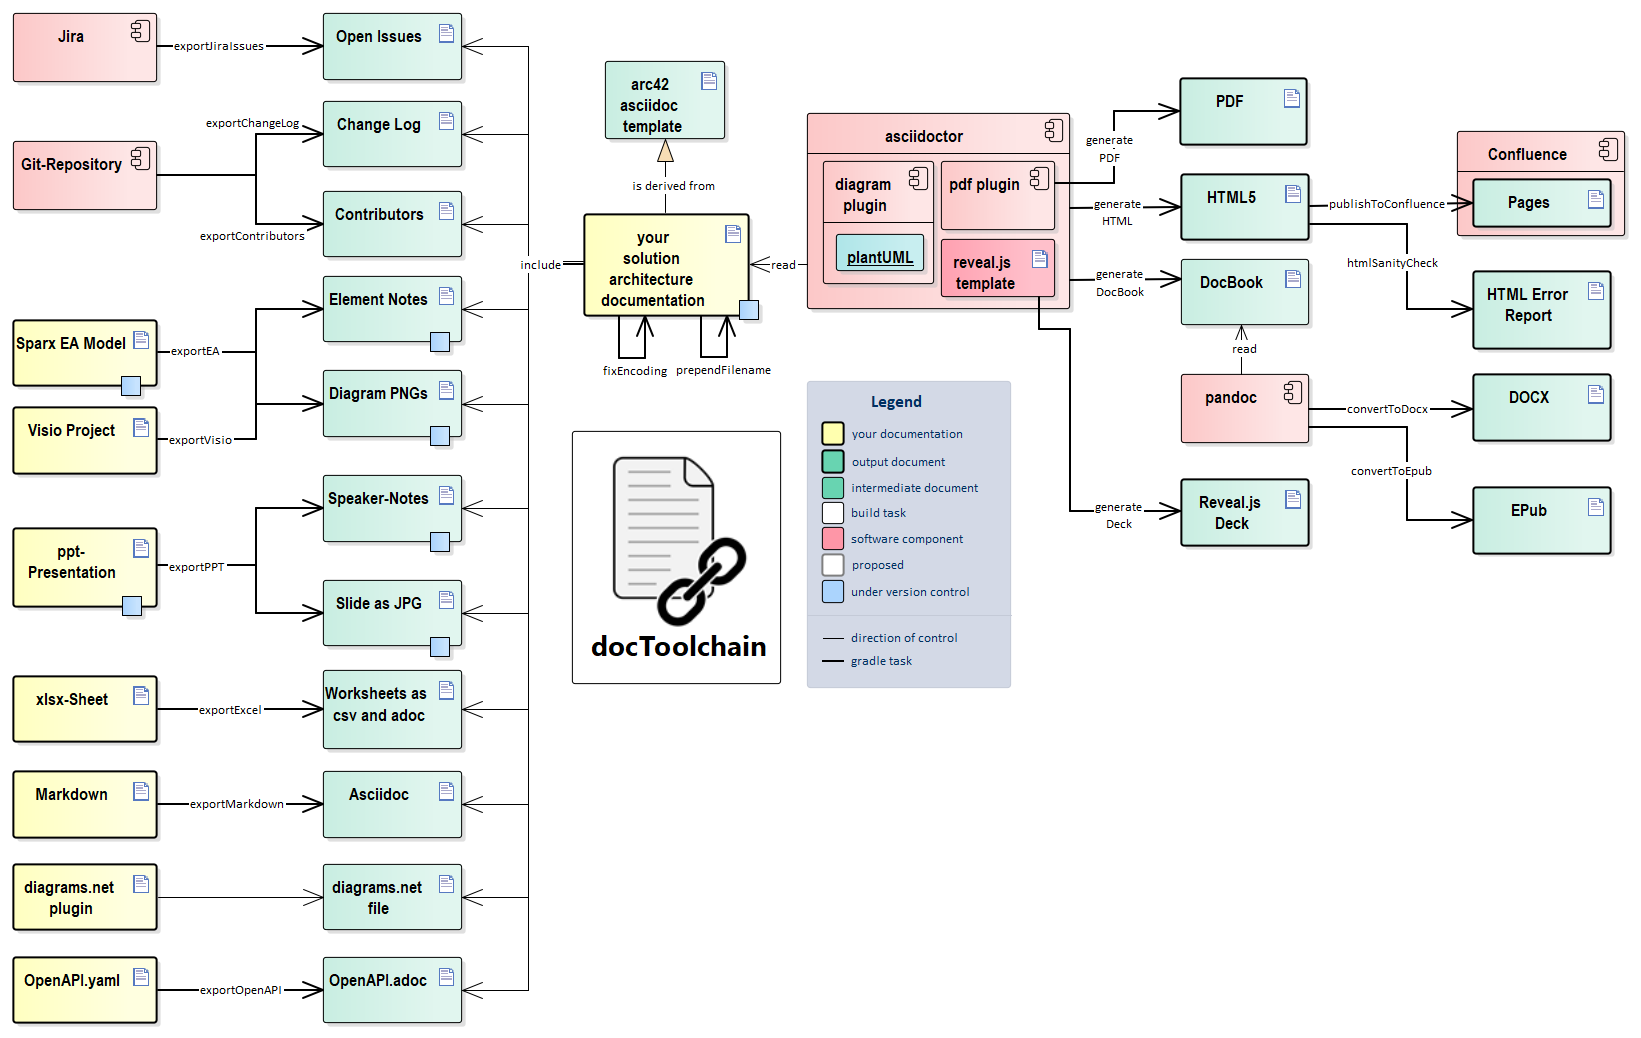 Jira
exportJiraIssues
Open Issues
Git-Repository
exportChangeLog
Change Log
exportContributors
Contributors
Sparx EA Model
exportEA
Element Notes
Visio Project
exportVisio
Diagram PNGs
ppt-
Presentation
exportPPT
Speaker-Notes
Slide as JPG
xlsx-Sheet
exportExcel
Worksheets as
csv and adoc
Markdown
exportMarkdown
Asciidoc
diagrams.net
plugin
diagrams.net
file
OpenAPI.yaml
exportOpenAPI
OpenAPI.adoc
include
arc42
asciidoc
template
is derived from
your
solution
architecture
documentation
fixEncoding
prependFilename
read
docToolchain
asciidoctor
diagram
plugin
plantUML
pdf plugin
reveal.js
template
Legend
your documentation
output document
intermediate document
build task
software component
proposed
under version control
direction of control
gradle task
generate
PDF
PDF
generate
HTML
HTML5
generate
DocBook
DocBook
read
pandoc
generate
Deck
Reveal.js
Deck
publishToConfluence
Confluence
Pages
htmlSanityCheck
HTML Error
Report
convertToDocx
DOCX
convertToEpub
EPub